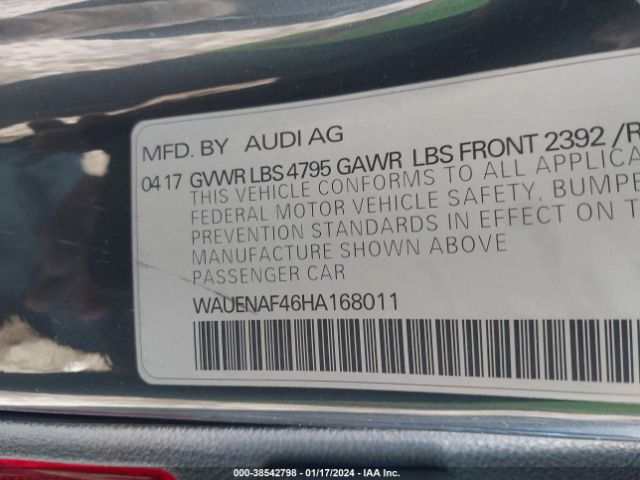 MFD. BY AUDI AG
04 17 GVWR LBS 4795 GAWR LBS FRONT 2392 /R
THIS VEHICLE CONFORMS TO ALL APPLICA
FEDERAL MOTOR VEHICLE SAFETY, BUMPE
PREVENTION STANDARDS IN EFFECT ON T
MANUFACTURE SHOWN ABOVE
PASSENGER CAR
WAUENAF46HA168011
000-38542798 - 01/17/2024 - IAA Inc.